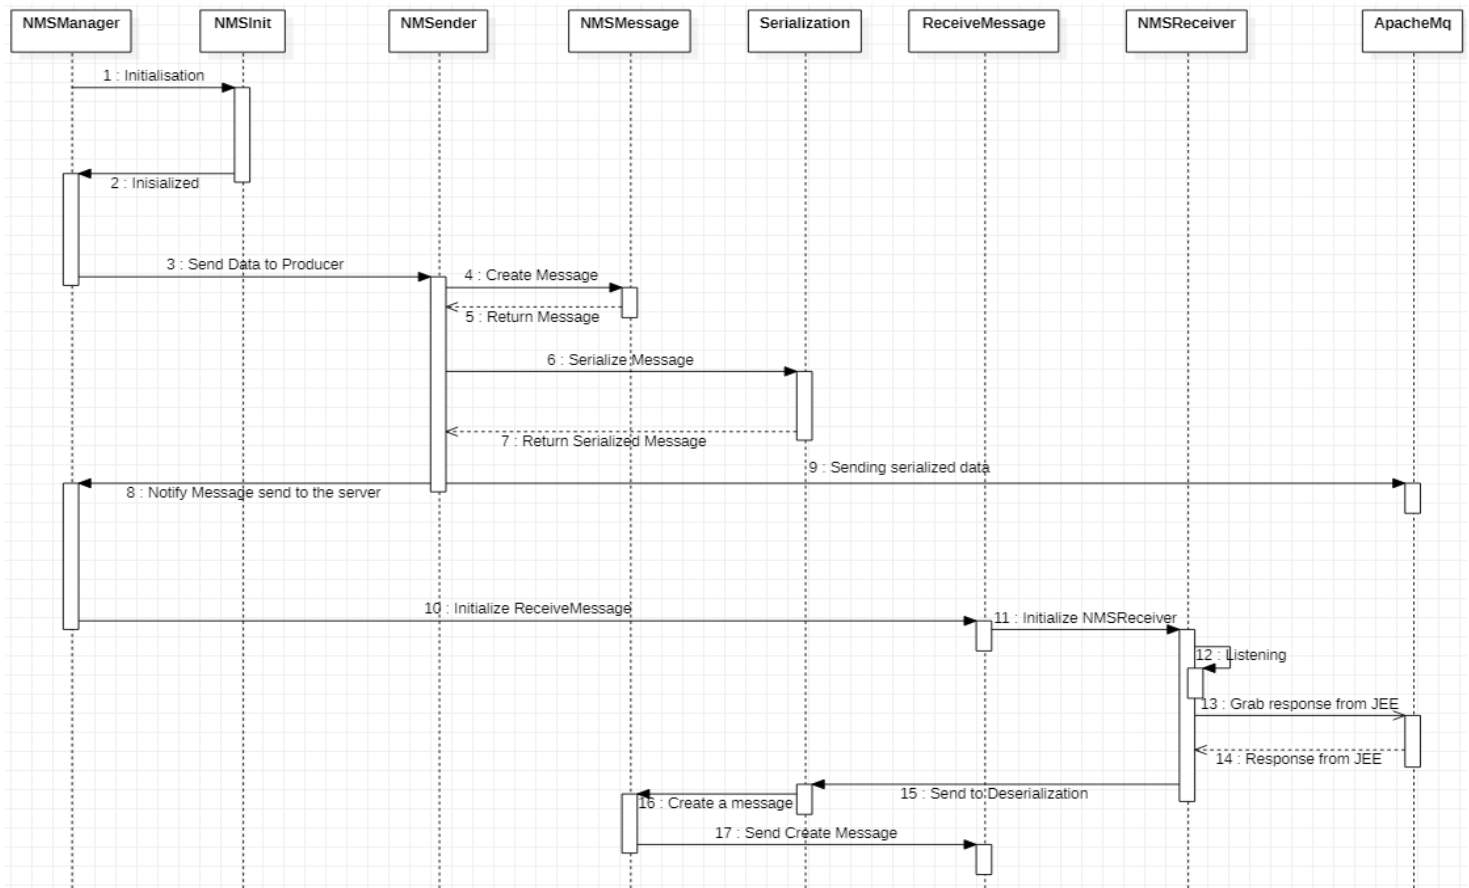 NMSManager
NMSInit
NMSender
NMSMessage
Serialization
ReceiveMessage
NMSReceiver
ApacheMq
1 : Initialisation
2 : Inisialized
3 : Send Data to Producer
4 : Create Message
5 : Return Message
6 : Serialize Message
7 : Return Serialized Message
9 : Sending serialized data
8 : Notify Message send to the server
10 : Initialize ReceiveMessage
11 : Initialize NMSReceiver
12 : Listening
13 : Grab response from JEE
14 : Response from JEE
15 : Send to Deserialization
16 : Create a message
17 : Send Create Message